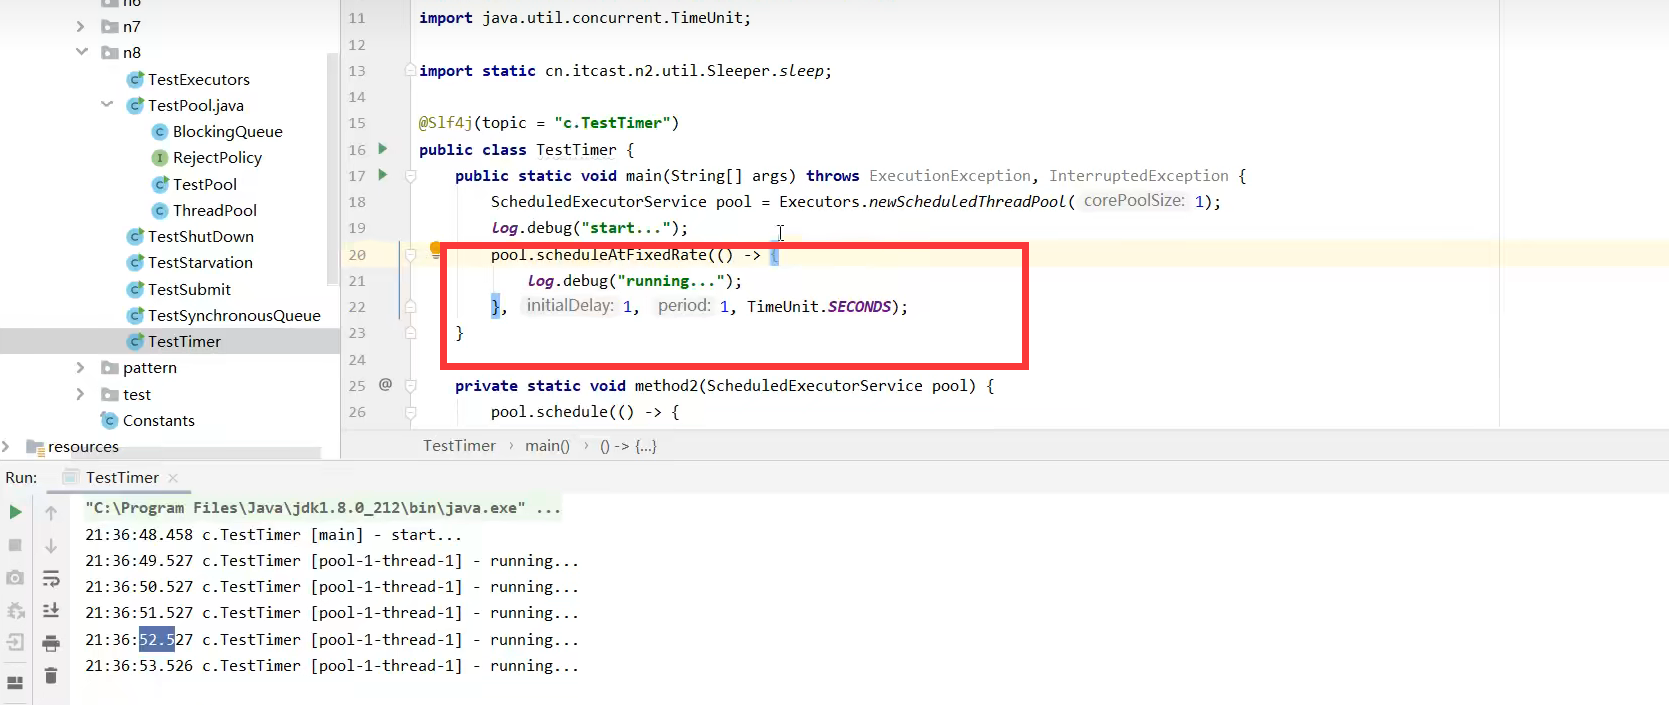 n6
n7
n8
TestExecutors
TestPool.java
BlockingQueue
RejectPolicy
TestPool
ThreadPool
TestShutDown
TestStarvation
TestSubmit
TestSynchronousQueue
TestTimer
pattern
test
Constants
resources
11 import java.util.concurrent.TimeUnit;
12
13 import static cn.itcast.n2.util.Sleeper.sleep;
14
15 @Slf4j(topic = "c.TestTimer")
16 public class TestTimer {
17 public static void main(String[] args) throws ExecutionException, InterruptedException {
18 ScheduledExecutorService pool = Executors.newScheduledThreadPool( corePoolSize: 1);
19 log.debug("start...");
20 pool.scheduleAtFixedRate(() -> {
21 log.debug("running...");
22 }, initialDelay: 1, period: 1, TimeUnit.SECONDS);
23 }
24
25 @ private static void method2(ScheduledExecutorService pool) {
26 pool.schedule(() -> {
TestTimer › main() › () -> {...}
Run: TestTimer ×
"C:\Program Files\Java\jdk1.8.0_212\bin\java.exe" ...
21:36:48.458 c.TestTimer [main] - start...
21:36:49.527 c.TestTimer [pool-1-thread-1] - running...
21:36:50.527 c.TestTimer [pool-1-thread-1] - running...
21:36:51.527 c.TestTimer [pool-1-thread-1] - running...
21:36:52.527 c.TestTimer [pool-1-thread-1] - running...
21:36:53.526 c.TestTimer [pool-1-thread-1] - running...